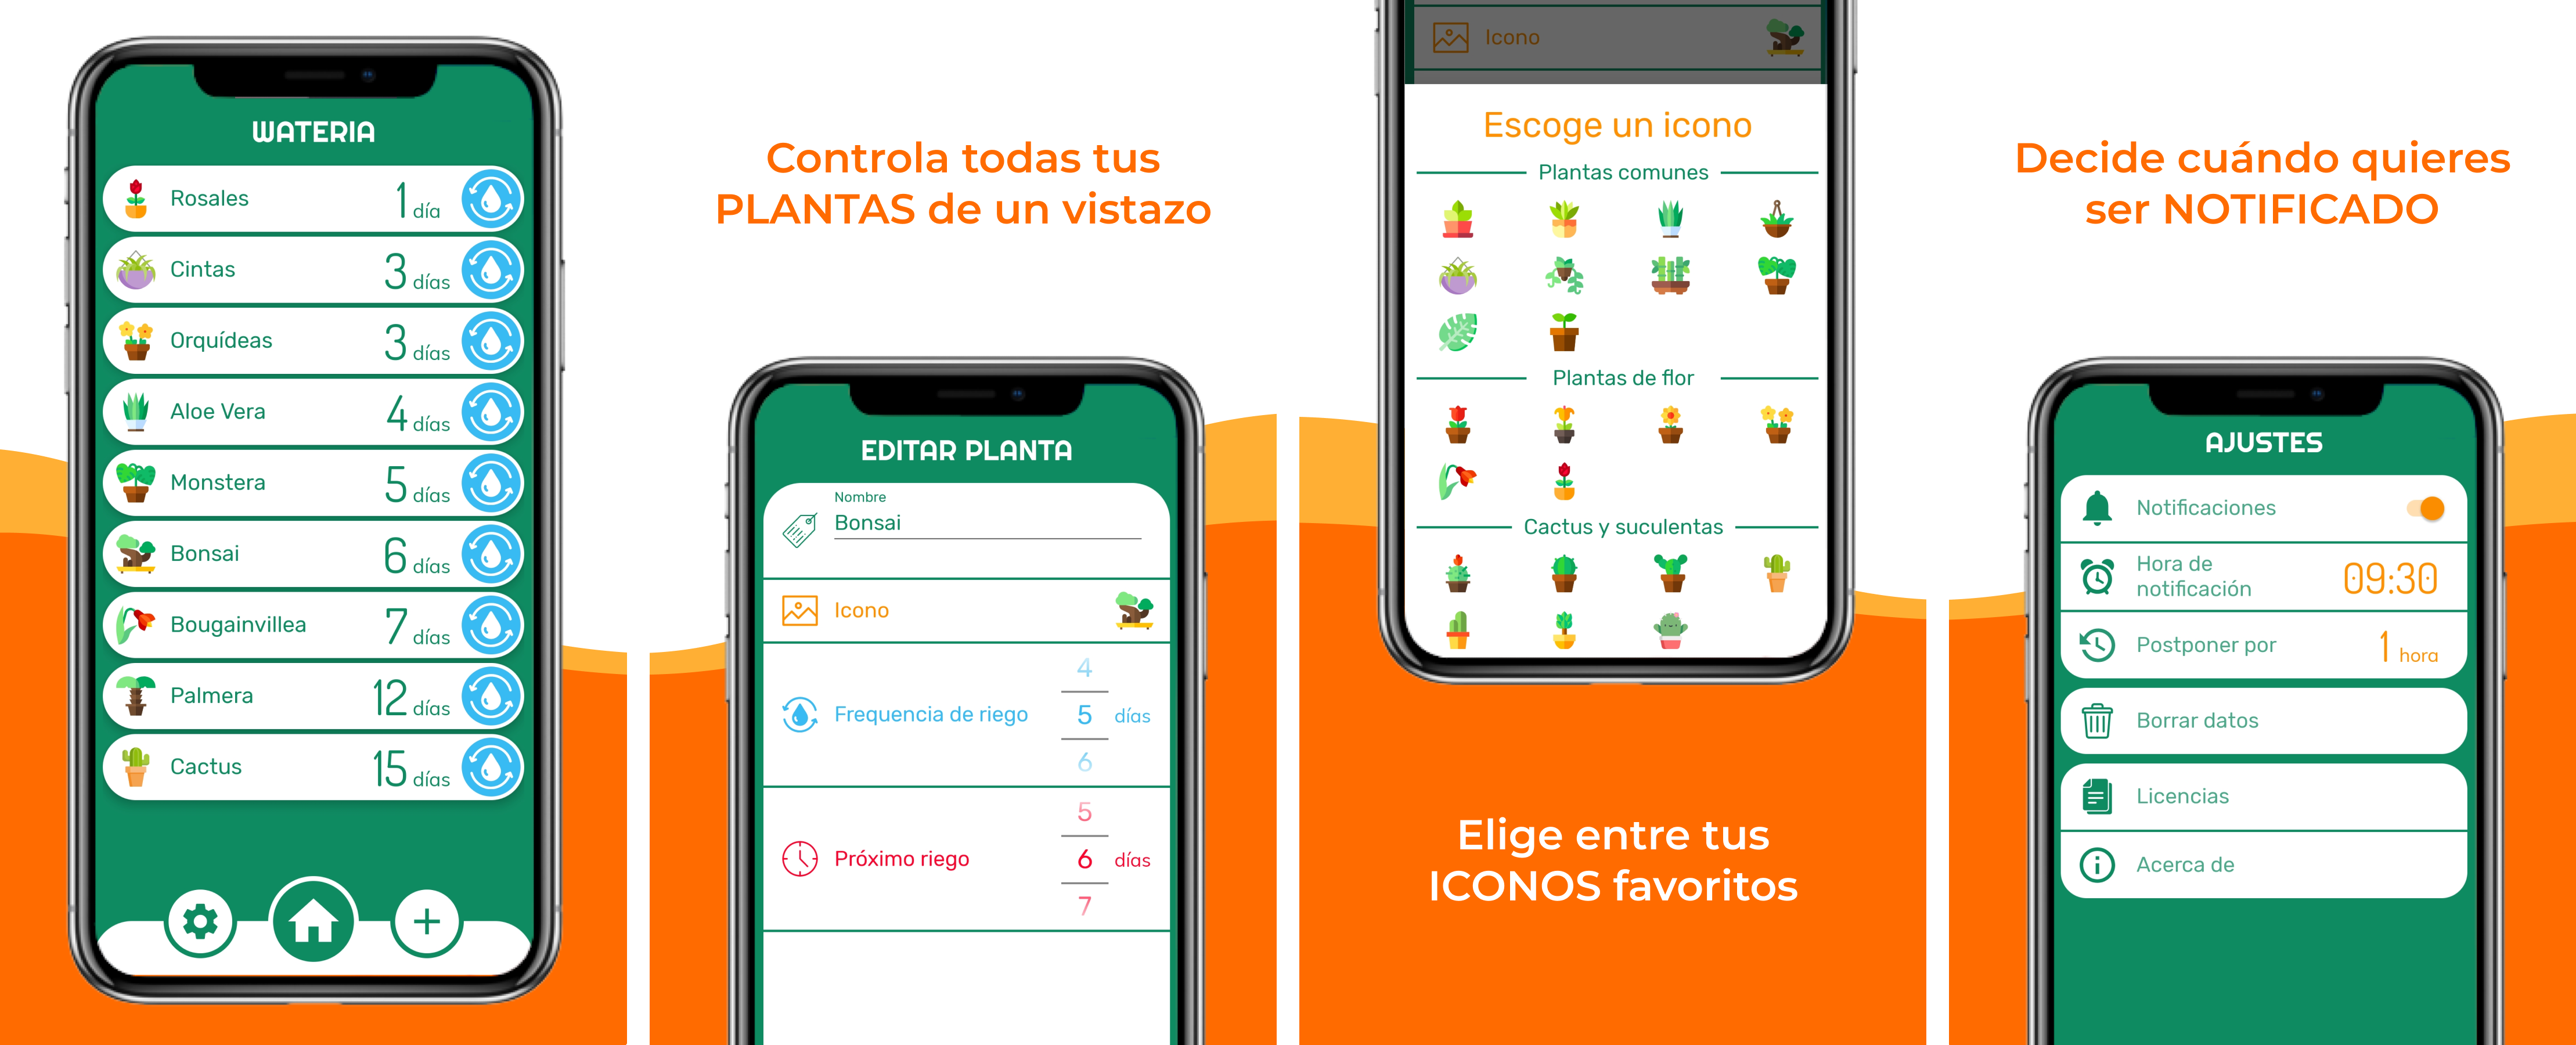 WATERIA
Rosales 1 día
Cintas 3 días
Orquídeas 3 días
Aloe Vera 4 días
Monstera 5 días
Bonsai 6 días
Bougainvillea 7 días
Palmera 12 días
Cactus 15 días
Controla todas tus
PLANTAS de un vistazo
EDITAR PLANTA
Nombre
Bonsai
Icono
4
Frequencia de riego 5 días
6
5
Próximo riego 6 días
7
Icono
Escoge un icono
Plantas comunes
Plantas de flor
Cactus y suculentas
Elige entre tus
ICONOS favoritos
Decide cuándo quieres
ser NOTIFICADO
AJUSTES
Notificaciones
Hora de
notificación 09:30
Postponer por 1 hora
Borrar datos
Licencias
Acerca de